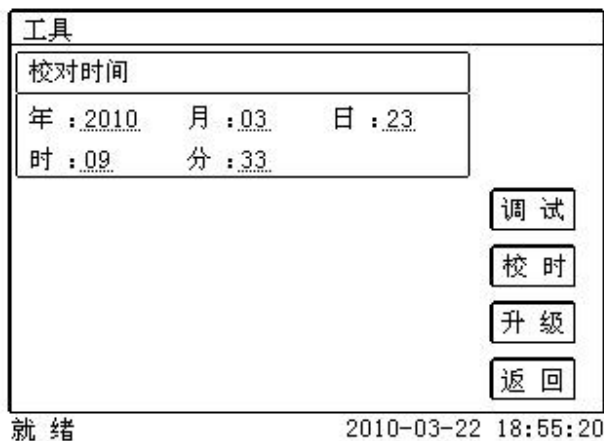 工具
校对时间
年：2010 月：03 日：23
时：09 分：33
调 试
校 时
升 级
返 回
就 绪 2010-03-22 18:55:20